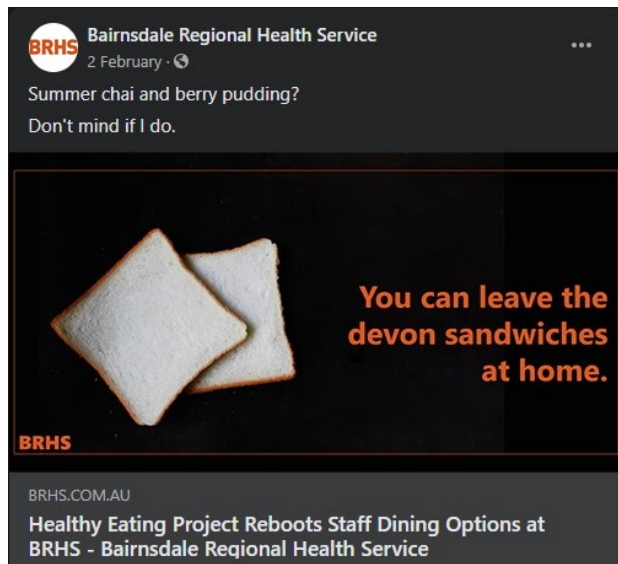 BRHS
Bairnsdale Regional Health Service
2 February ·
Summer chai and berry pudding?
Don't mind if I do.
You can leave the
devon sandwiches
at home.
BRHS
BRHS.COM.AU
Healthy Eating Project Reboots Staff Dining Options at
BRHS - Bairnsdale Regional Health Service